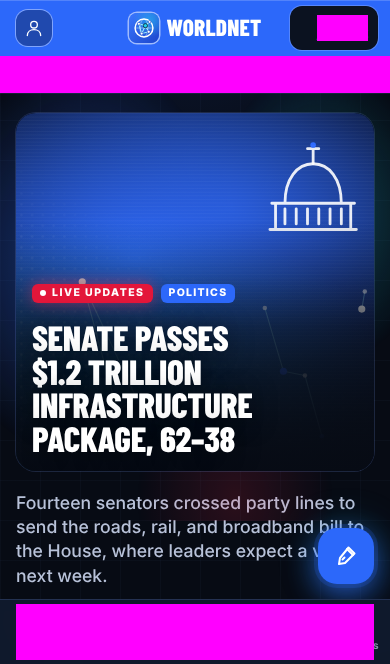 WORLDNET
LIVE UPDATES POLITICS
SENATE PASSES
$1.2 TRILLION
INFRASTRUCTURE
PACKAGE, 62–38
Fourteen senators crossed party lines to
send the roads, rail, and broadband bill to
the House, where leaders expect a
next week.